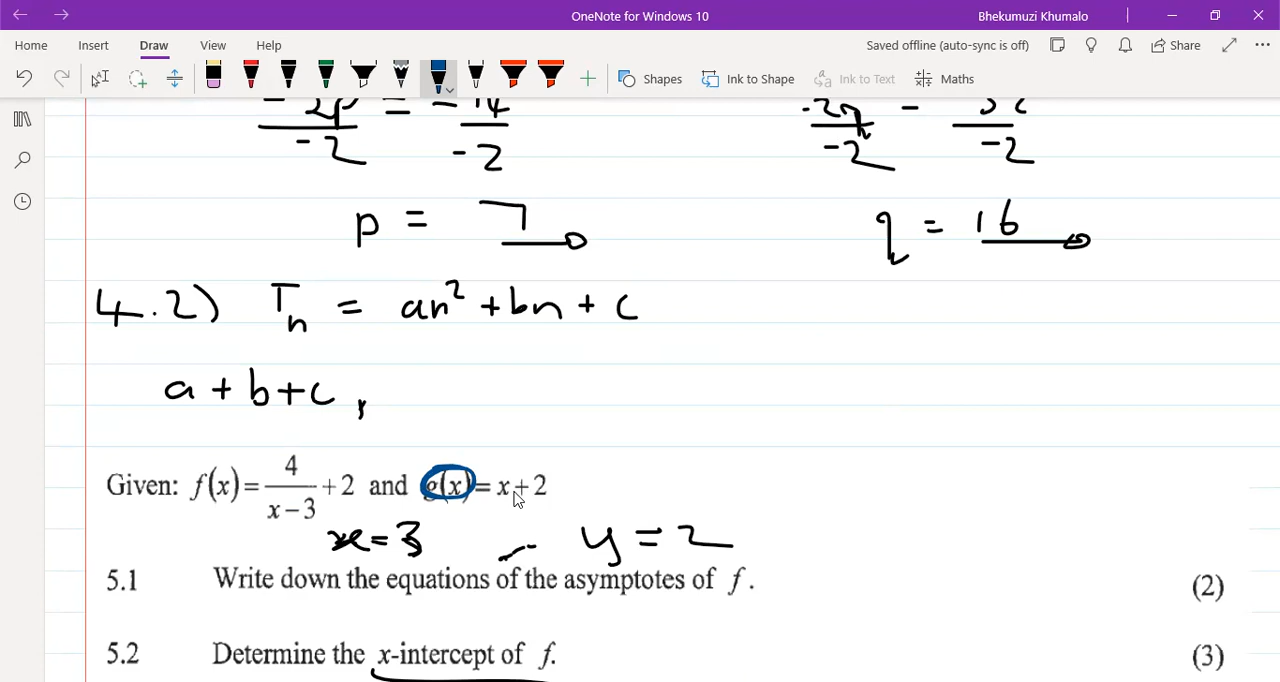 OneNote for Windows 10
Bhekumuzi Khumalo
Home Insert Draw View Help
Saved offline (auto-sync is off)
Share
Shapes
Ink to Shape
Ink to Text
Maths
-2p = -14
-2 -2
-2q -
-2 -2
p = 7
q = 16
4.2) Tn = an² + bn + c
a + b + c,
Given: f(x) = 4/(x−3) + 2 and g(x) = x + 2
x = 3 y = 2
5.1 Write down the equations of the asymptotes of f. (2)
5.2 Determine the x-intercept of f. (3)